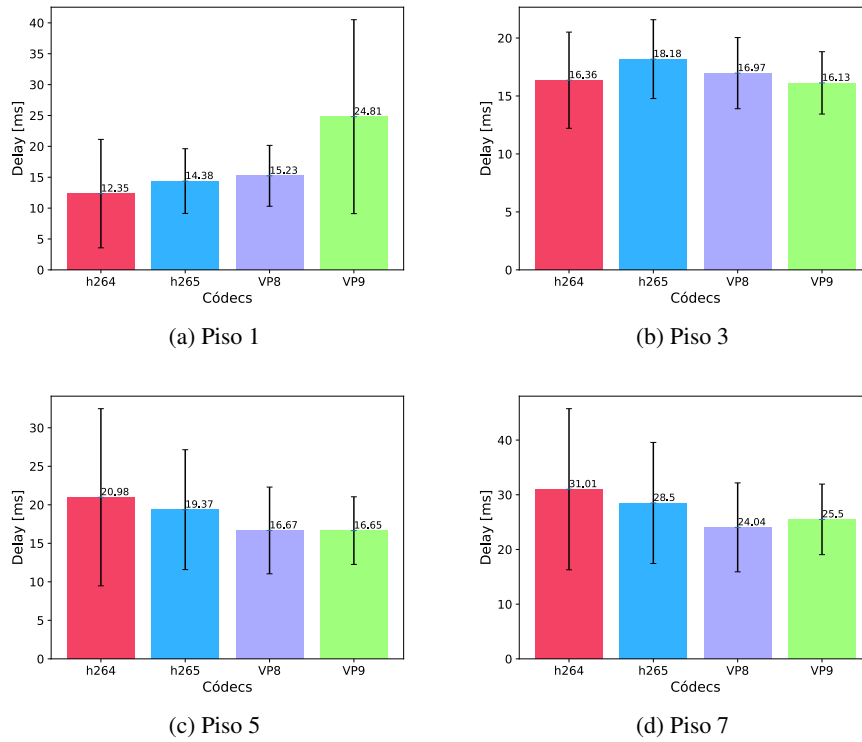 40
35
30
25
20
15
10
5
0
Delay [ms]
12.35
14.38
15.23
24.81
h264 h265 VP8 VP9
Códecs
(a) Piso 1
20
15
10
5
0
Delay [ms]
16.36
18.18
16.97
16.13
h264 h265 VP8 VP9
Códecs
(b) Piso 3
30
25
20
15
10
5
0
Delay [ms]
20.98
19.37
16.67
16.65
h264 h265 VP8 VP9
Códecs
(c) Piso 5
40
30
20
10
0
Delay [ms]
31.01
28.5
24.04
25.5
h264 h265 VP8 VP9
Códecs
(d) Piso 7